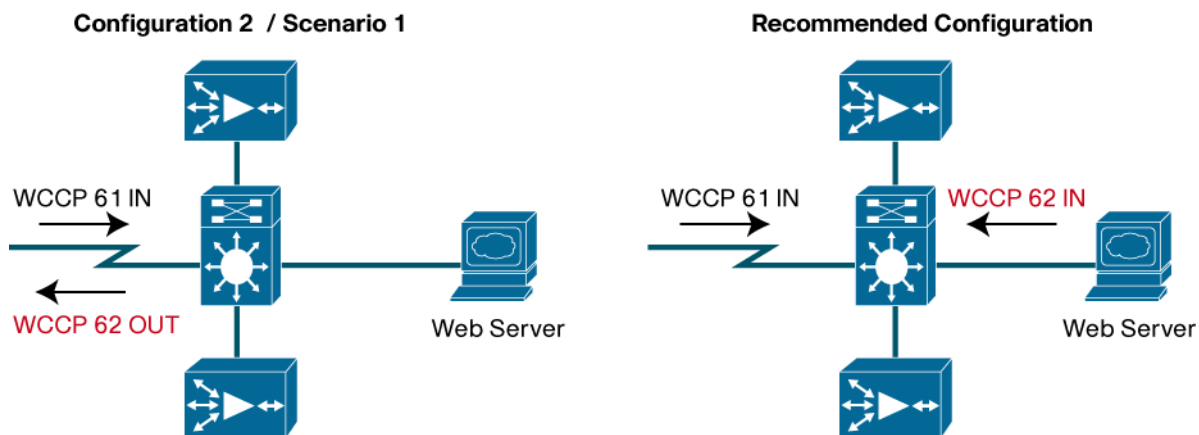 Configuration 2 / Scenario 1
WCCP 61 IN
WCCP 62 OUT
Web Server
Recommended Configuration
WCCP 61 IN
WCCP 62 IN
Web Server